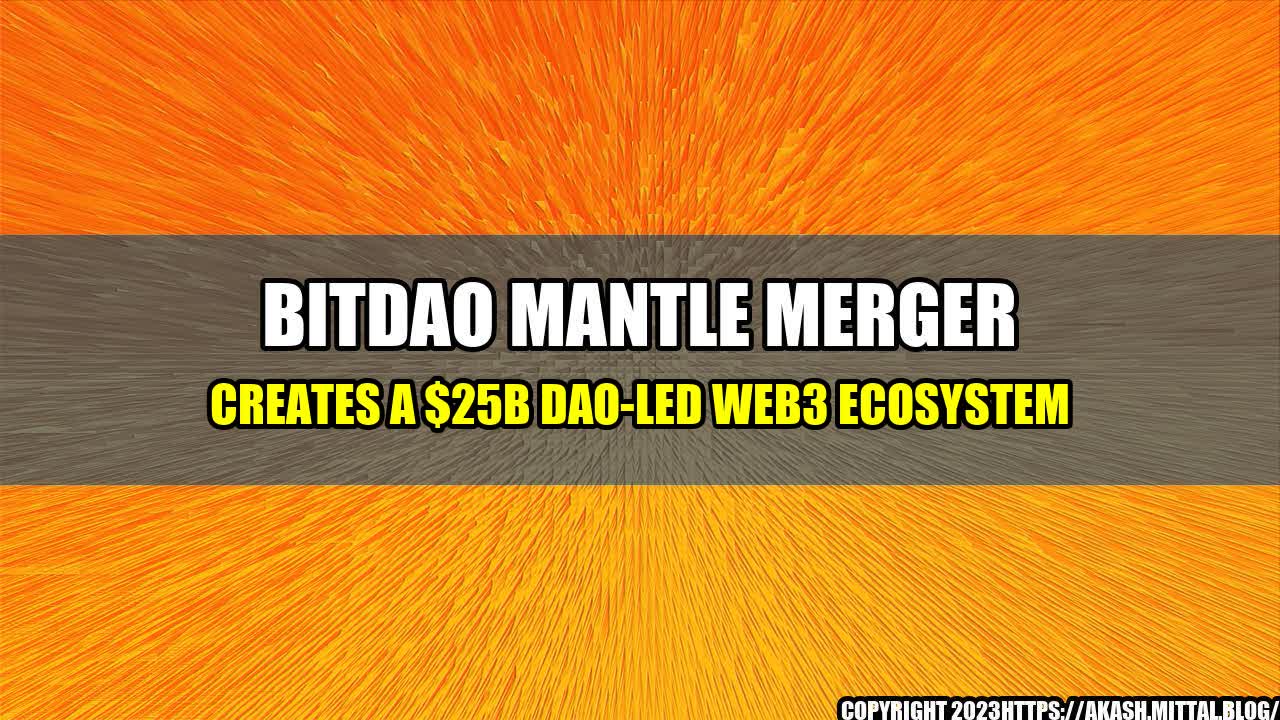 BITDAO MANTLE MERGER
CREATES A $25B DAO-LED WEB3 ECOSYSTEM
COPYRIGHT 2023HTTPS://AKASH.MITTAL.BLOG/